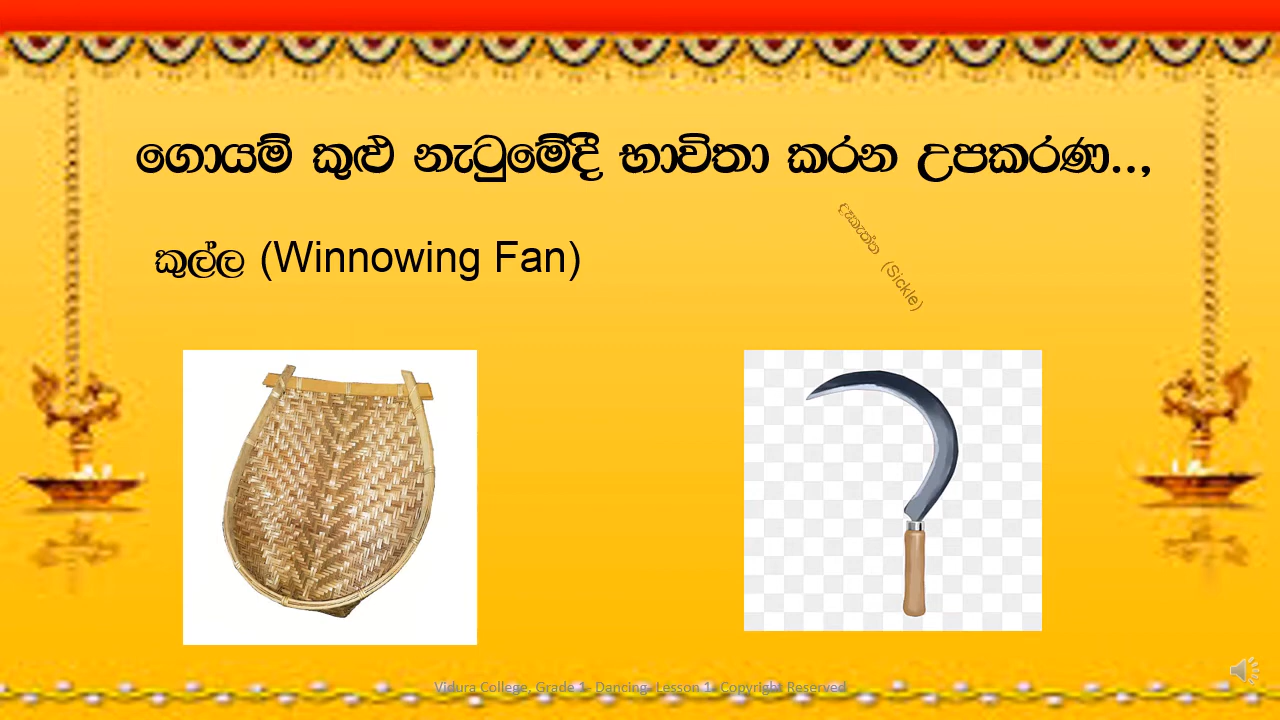 ගොයම් කුළු නැටුමේදී භාවිතා කරන උපකරණ..,
කුල්ල (Winnowing Fan)
දෑකැත්ත (Sickle)
Vidura College, Grade 1- Dancing- Lesson 1- Copyright Reserved